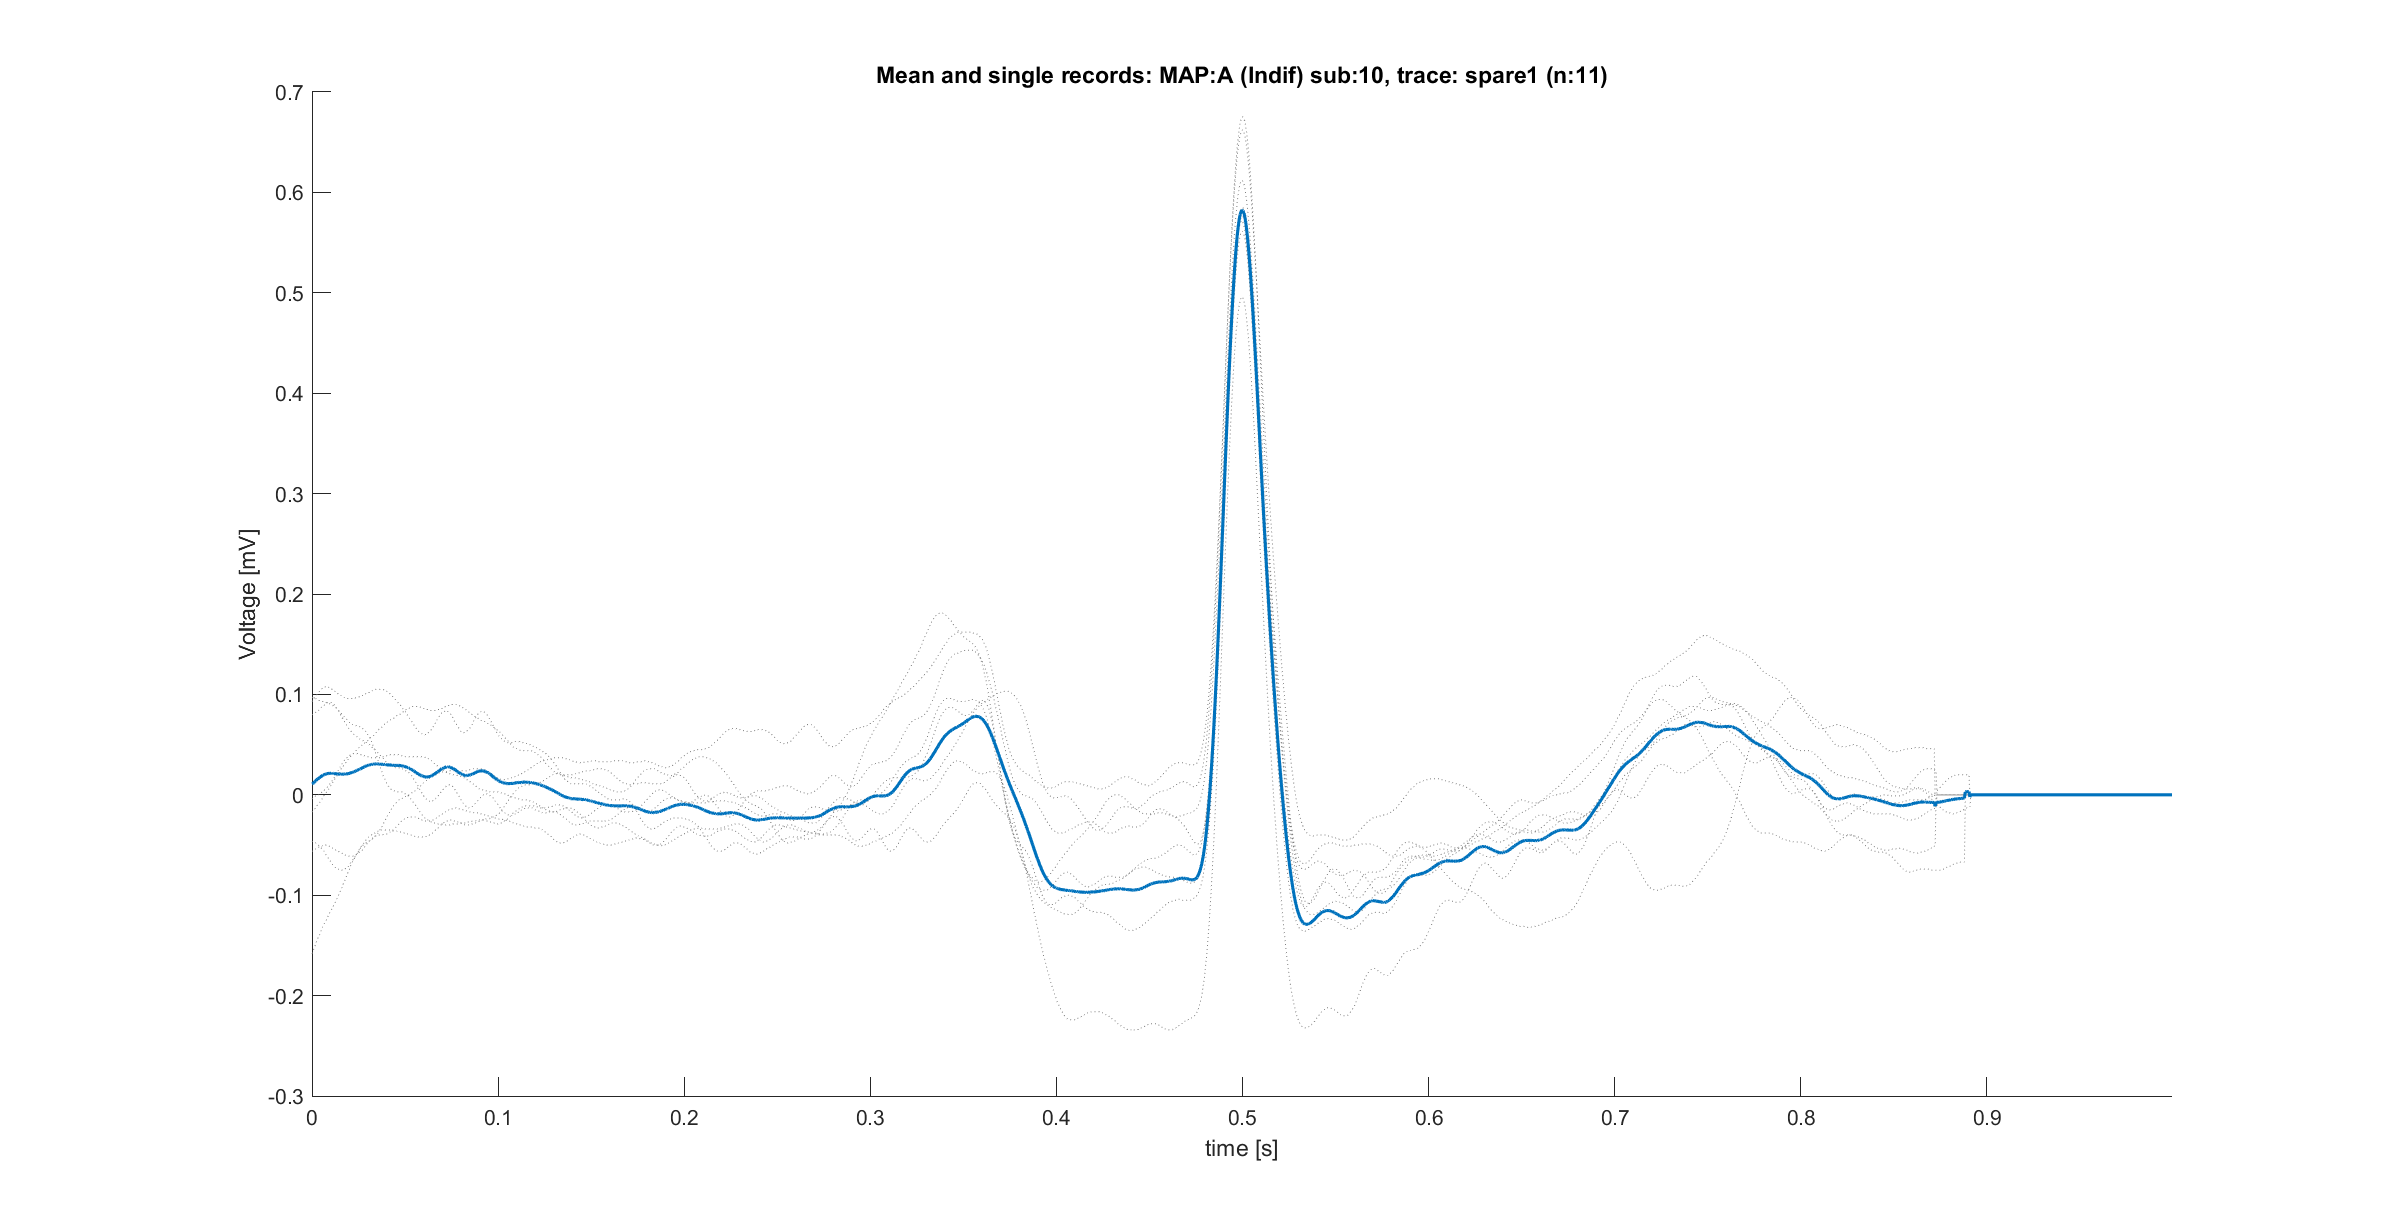 Mean and single records: MAP:A (Indif) sub:10, trace: spare1 (n:11)
0.7
0.6
0.5
0.4
0.3
0.2
0.1
0
-0.1
-0.2
-0.3
Voltage [mV]
0 0.1 0.2 0.3 0.4 0.5 0.6 0.7 0.8 0.9
time [s]